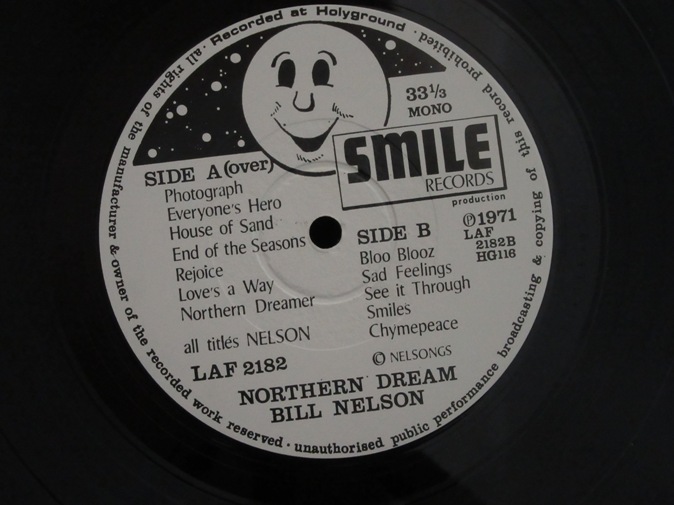 all rights of the manufacturer & owner of the recorded work reserved · unauthorised public performance broadcasting & copying of this record prohibited
· Recorded at Holyground ·
33⅓
MONO
SMILE
RECORDS
production
SIDE A (over)
Photograph
Everyone's Hero
House of Sand
End of the Seasons
Rejoice
Love's a Way
Northern Dreamer
all titles NELSON
LAF 2182
℗1971
LAF
2182B
HG116
SIDE B
Bloo Blooz
Sad Feelings
See it Through
Smiles
Chymepeace
© NELSONGS
NORTHERN DREAM
BILL NELSON